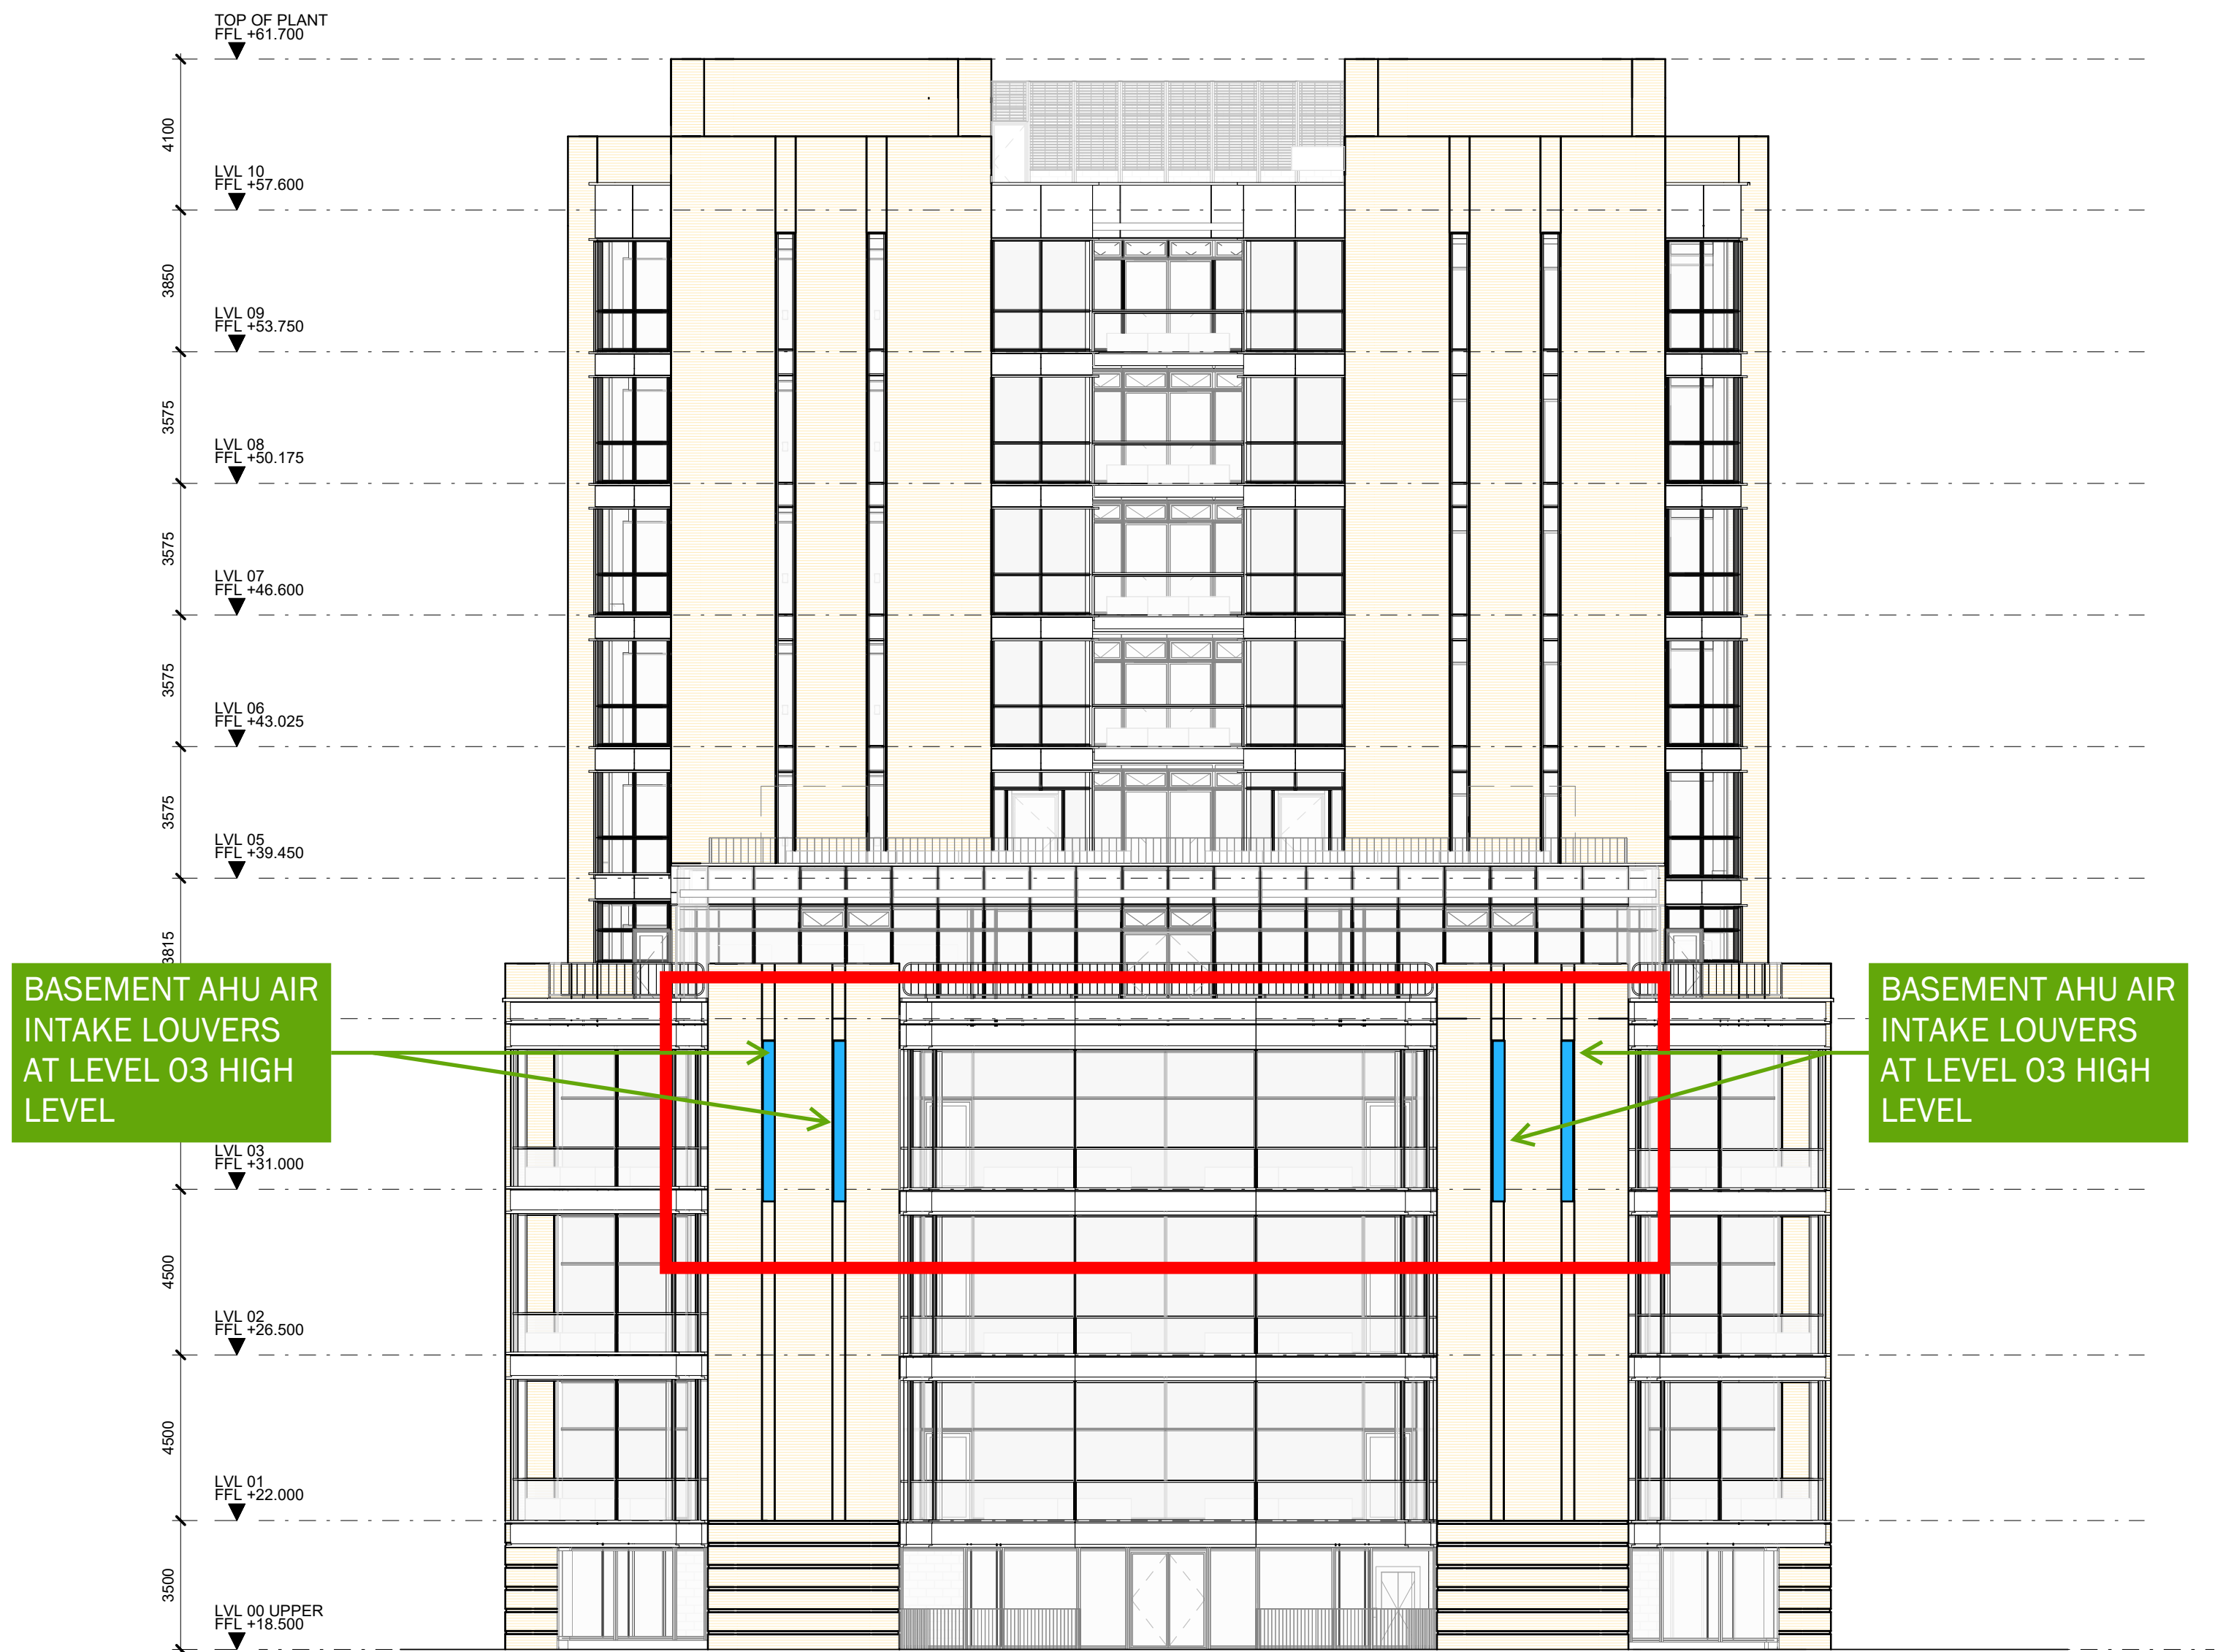 TOP OF PLANT
FFL +61.700
4100
LVL 10
FFL +57.600
3850
LVL 09
FFL +53.750
3575
LVL 08
FFL +50.175
3575
LVL 07
FFL +46.600
3575
LVL 06
FFL +43.025
3575
LVL 05
FFL +39.450
3815
BASEMENT AHU AIR
INTAKE LOUVERS
AT LEVEL 03 HIGH
LEVEL
BASEMENT AHU AIR
INTAKE LOUVERS
AT LEVEL 03 HIGH
LEVEL
LVL 03
FFL +31.000
4500
LVL 02
FFL +26.500
4500
LVL 01
FFL +22.000
3500
LVL 00 UPPER
FFL +18.500